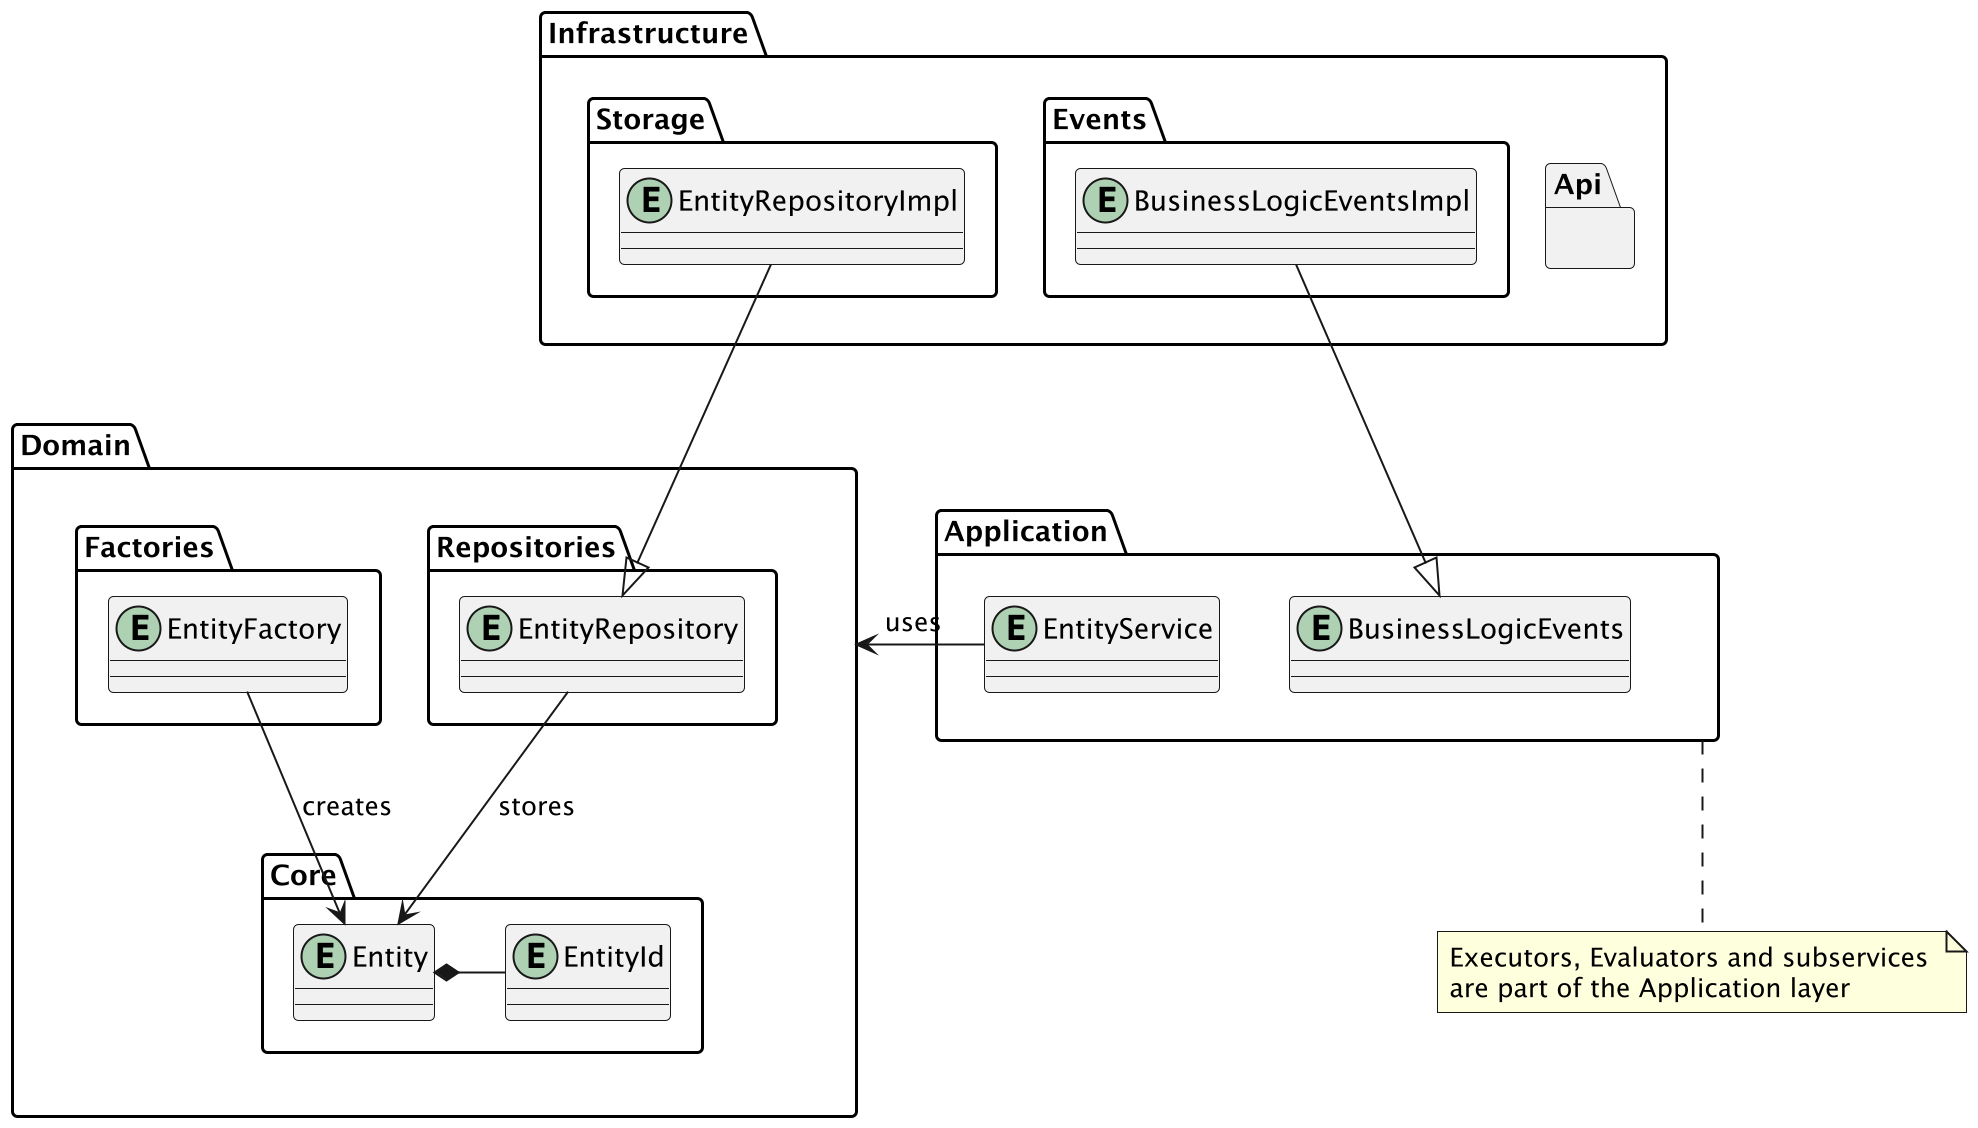 Infrastructure
Storage
Events
E EntityRepositoryImpl
E BusinessLogicEventsImpl
Api
Domain
Factories
Repositories
Application
E EntityFactory
E EntityRepository
uses
E EntityService
E BusinessLogicEvents
creates
stores
Core
E Entity
E EntityId
Executors, Evaluators and subservices
are part of the Application layer